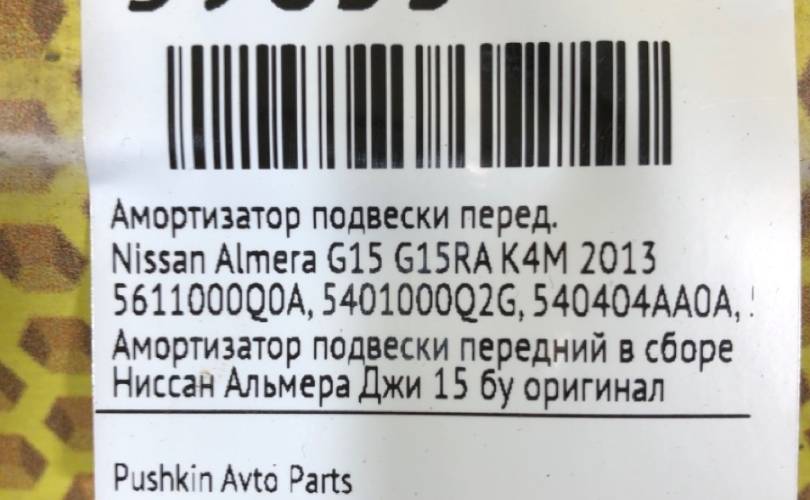 Амортизатор подвески перед.
Nissan Almera G15 G15RA K4M 2013
5611000Q0A, 5401000Q2G, 540404AA0A,
Амортизатор подвески передний в сборе
Ниссан Альмера Джи 15 бу оригинал
Pushkin Avto Parts